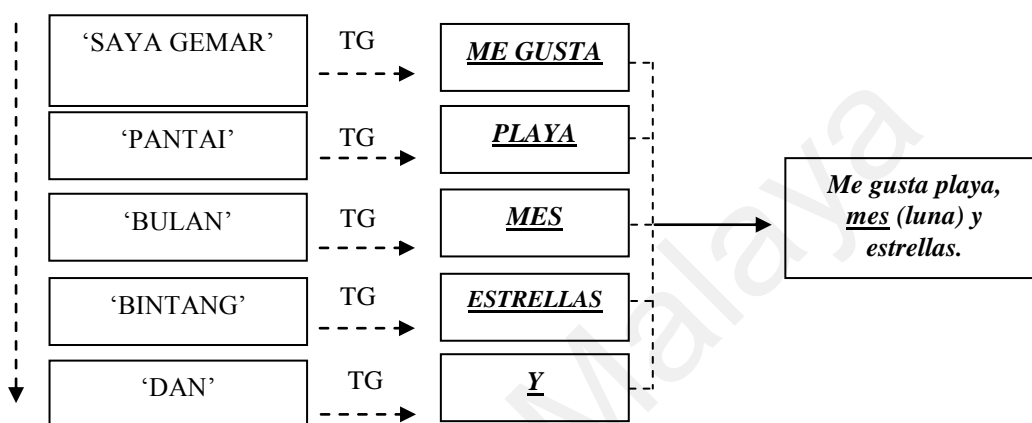 ‘SAYA GEMAR’ TG ME GUSTA
‘PANTAI’ TG PLAYA
‘BULAN’ TG MES
‘BINTANG’ TG ESTRELLAS
‘DAN’ TG Y
Me gusta playa,
mes (luna) y
estrellas.
Malaya